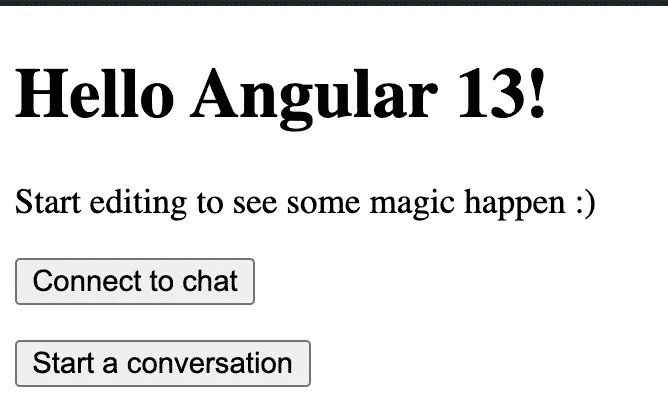 Hello Angular 13!
Start editing to see some magic happen :)
Connect to chat
Start a conversation